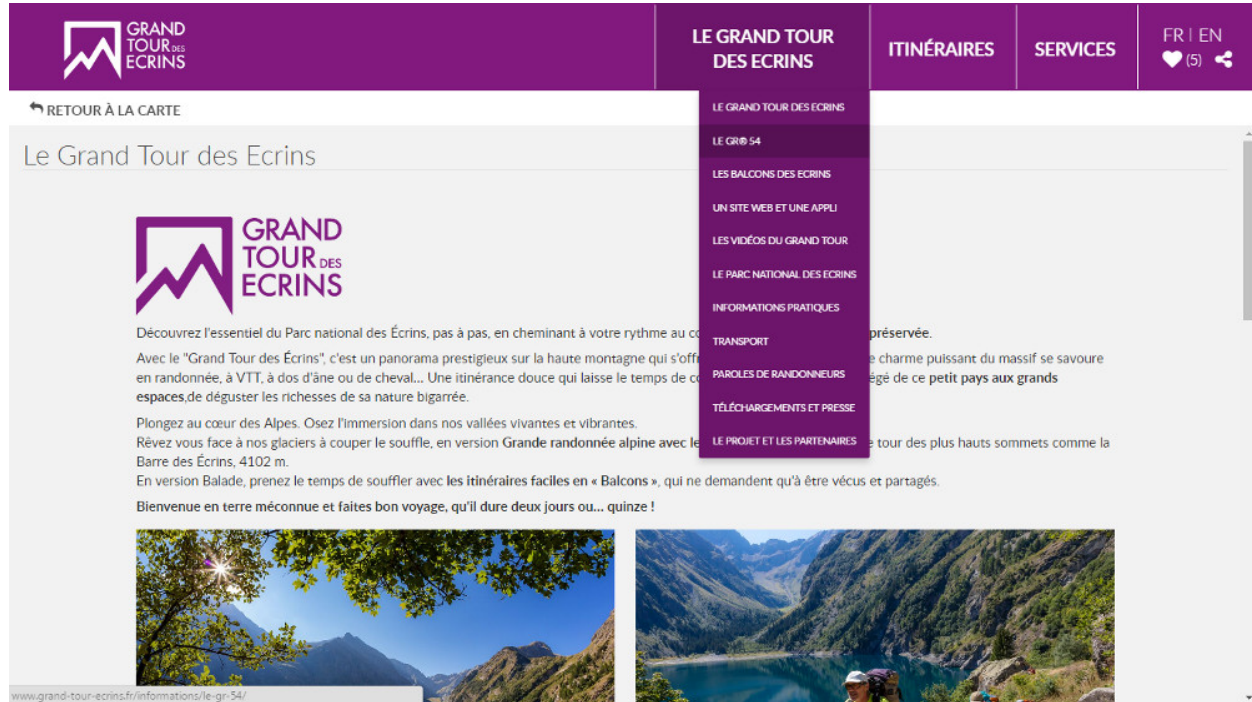 GRAND
TOUR DES
ECRINS
LE GRAND TOUR
DES ECRINS
ITINÉRAIRES
SERVICES
FR | EN
(5)
RETOUR À LA CARTE
LE GRAND TOUR DES ECRINS
LE GR® 54
LES BALCONS DES ECRINS
UN SITE WEB ET UNE APPLI
LES VIDÉOS DU GRAND TOUR
LE PARC NATIONAL DES ECRINS
INFORMATIONS PRATIQUES
TRANSPORT
PAROLES DE RANDONNEURS
TÉLÉCHARGEMENTS ET PRESSE
LE PROJET ET LES PARTENAIRES
Le Grand Tour des Ecrins
GRAND
TOUR DES
ECRINS
Découvrez l'essentiel du Parc national des Écrins, pas à pas, en cheminant à votre rythme au préservée.
Avec le "Grand Tour des Écrins", c'est un panorama prestigieux sur la haute montagne qui charme puissant du massif se savoure
en randonnée, à VTT, à dos d'âne ou de cheval... Une itinérance douce qui laisse le temps de de ce petit pays aux grands
espaces,de déguster les richesses de sa nature bigarrée.
Plongez au cœur des Alpes. Osez l'immersion dans nos vallées vivantes et vibrantes.
Rêvez vous face à nos glaciers à couper le souffle, en version Grande randonnée alpine avec tour des plus hauts sommets comme la
Barre des Écrins, 4102 m.
En version Balade, prenez le temps de souffler avec les itinéraires faciles en « Balcons », qui ne demandent qu'à être vécus et partagés.
Bienvenue en terre méconnue et faites bon voyage, qu'il dure deux jours ou... quinze !
www.grand-tour-ecrins.fr/informations/le-gr-54/